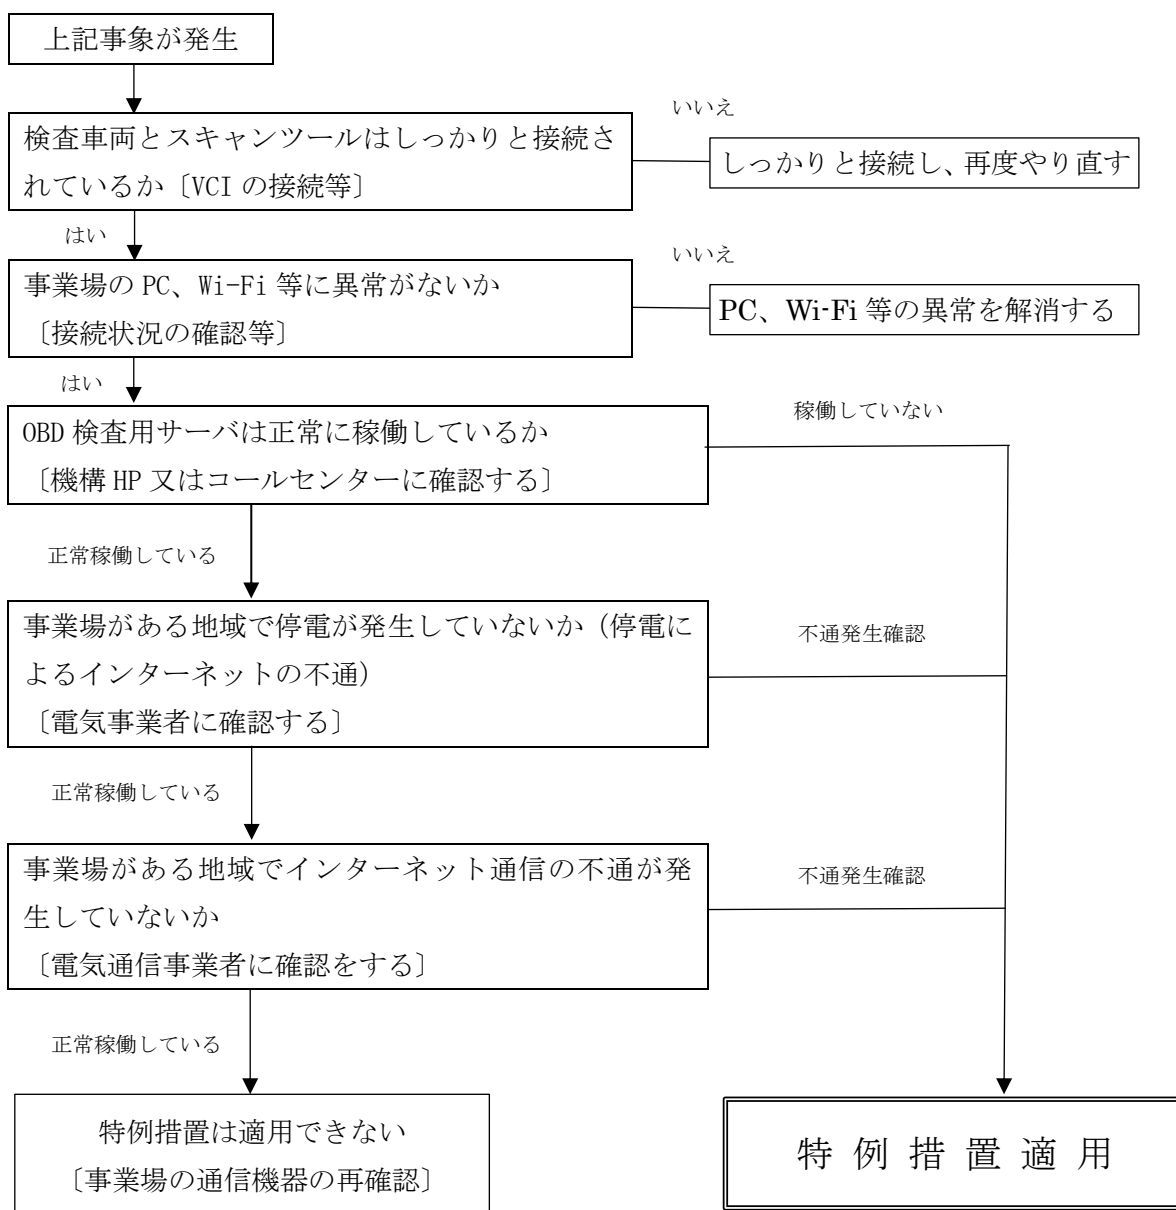 上記事象が発生
いいえ
検査車両とスキャンツールはしっかりと接続さ
れているか〔VCI の接続等〕
しっかりと接続し、再度やり直す
はい
いいえ
事業場の PC、Wi-Fi 等に異常がないか
〔接続状況の確認等〕
PC、Wi-Fi 等の異常を解消する
はい
稼働していない
OBD 検査用サーバは正常に稼働しているか
〔機構 HP 又はコールセンターに確認する〕
正常稼働している
事業場がある地域で停電が発生していないか（停電に
よるインターネットの不通）
〔電気事業者に確認する〕
不通発生確認
正常稼働している
事業場がある地域でインターネット通信の不通が発
生していないか
〔電気通信事業者に確認をする〕
不通発生確認
正常稼働している
特例措置は適用できない
〔事業場の通信機器の再確認〕
特例措置適用